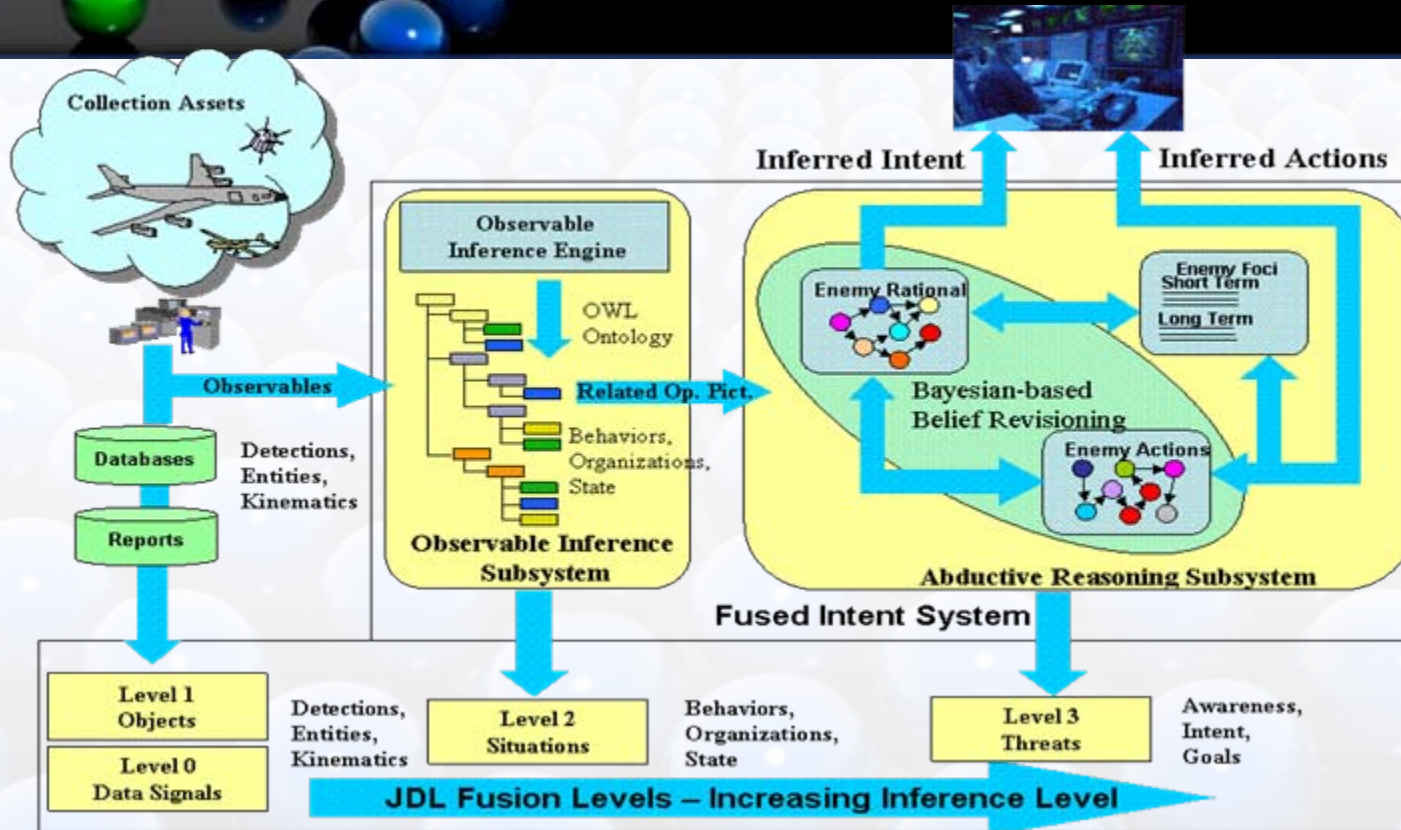 Collection Assets
Inferred Intent
Inferred Actions
Observable
Inference Engine
OWL
Ontology
Observables
Related Op. Pict.
Behaviors,
Organizations,
State
Observable Inference
Subsystem
Databases
Reports
Detections,
Entities,
Kinematics
Enemy Rational
Enemy Foci
Short Term
Long Term
Bayesian-based
Belief Revisioning
Enemy Actions
Abductive Reasoning Subsystem
Fused Intent System
Level 1
Objects
Level 0
Data Signals
Detections,
Entities,
Kinematics
Level 2
Situations
Behaviors,
Organizations,
State
Level 3
Threats
Awareness,
Intent,
Goals
JDL Fusion Levels – Increasing Inference Level